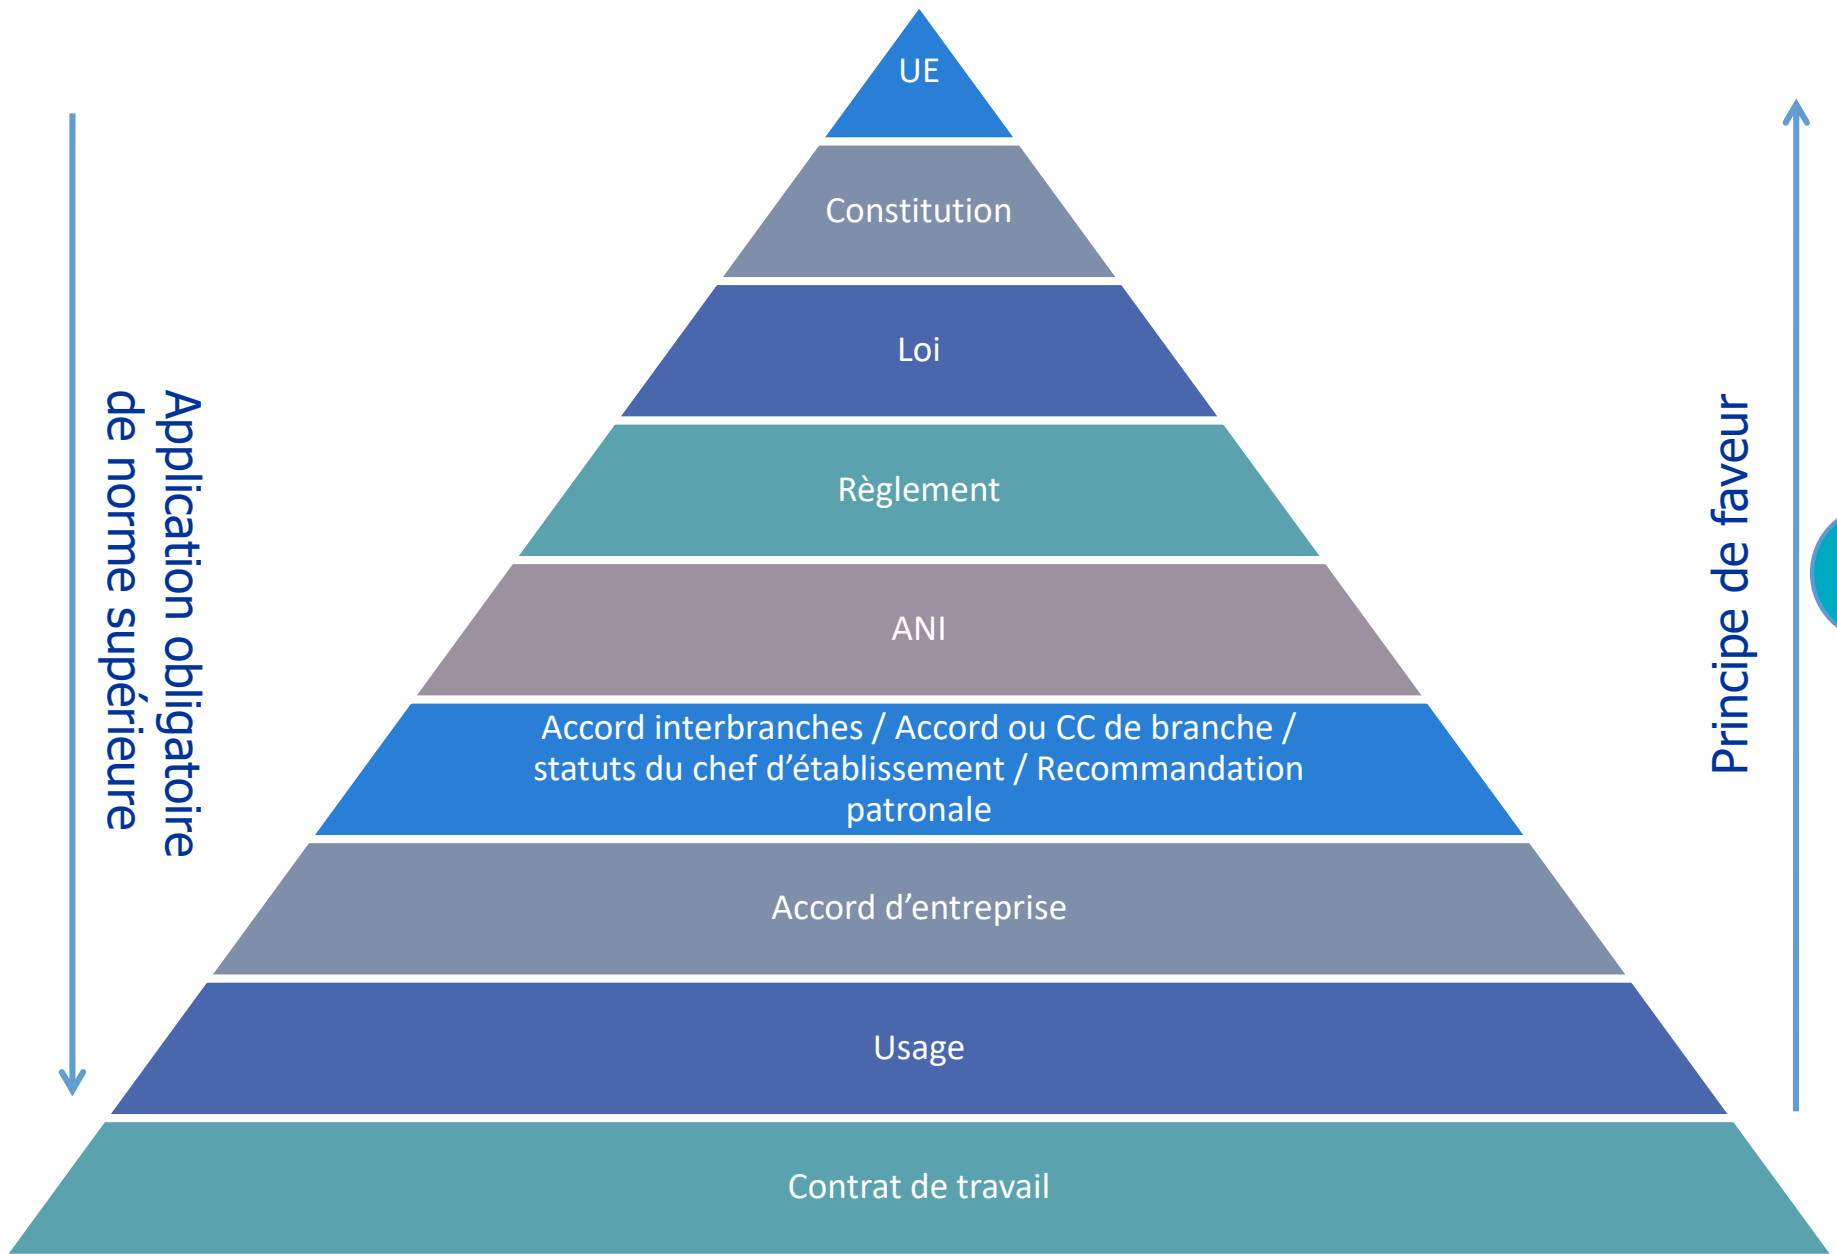 UE
Constitution
Loi
Règlement
ANI
Accord interbranches / Accord ou CC de branche /
statuts du chef d’établissement / Recommandation
patronale
Accord d’entreprise
Usage
Contrat de travail
Application obligatoire
de norme supérieure
Principe de faveur